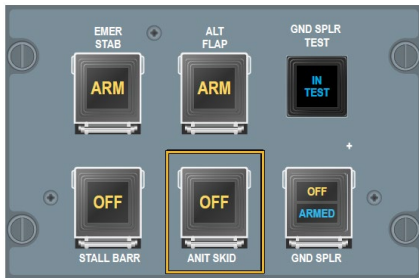 EMER
STAB
ALT
FLAP
GND SPLR
TEST
ARM
ARM
IN
TEST
OFF
OFF
OFF
ARMED
STALL BARR
ANIT SKID
GND SPLR